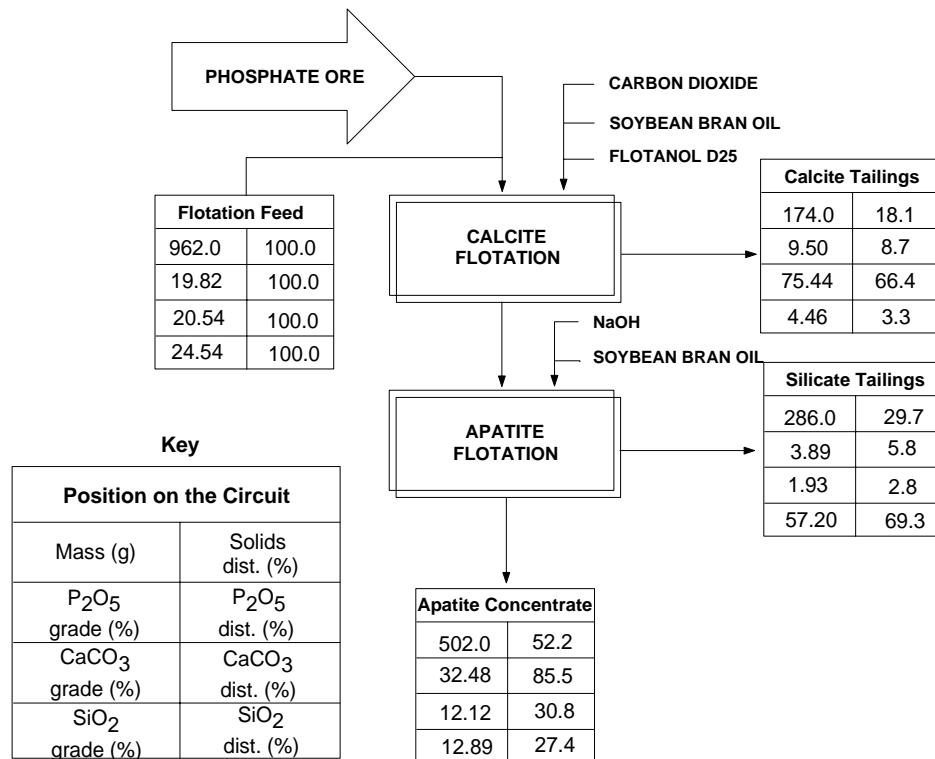 PHOSPHATE ORE
CARBON DIOXIDE
SOYBEAN BRAN OIL
FLOTANOL D25
Flotation Feed
962.0 100.0
19.82 100.0
20.54 100.0
24.54 100.0
CALCITE
FLOTATION
Calcite Tailings
174.0 18.1
9.50 8.7
75.44 66.4
4.46 3.3
NaOH
SOYBEAN BRAN OIL
APATITE
FLOTATION
Silicate Tailings
286.0 29.7
3.89 5.8
1.93 2.8
57.20 69.3
Key
Position on the Circuit
Mass (g) Solids
dist. (%)
P2O5 P2O5
grade (%) dist. (%)
CaCO3 CaCO3
grade (%) dist. (%)
SiO2 SiO2
grade (%) dist. (%)
Apatite Concentrate
502.0 52.2
32.48 85.5
12.12 30.8
12.89 27.4